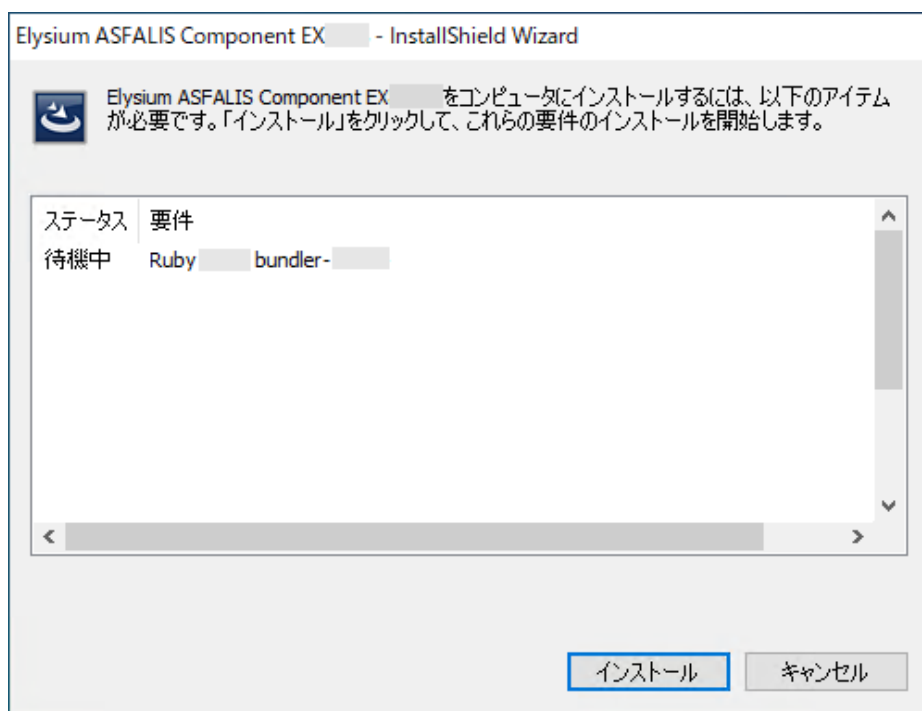 Elysium ASFALIS Component EX - InstallShield Wizard
Elysium ASFALIS Component EX をコンピュータにインストールするには、以下のアイテム
が必要です。「インストール」をクリックして、これらの要件のインストールを開始します。
ステータス 要件
待機中 Ruby bundler-
インストール キャンセル